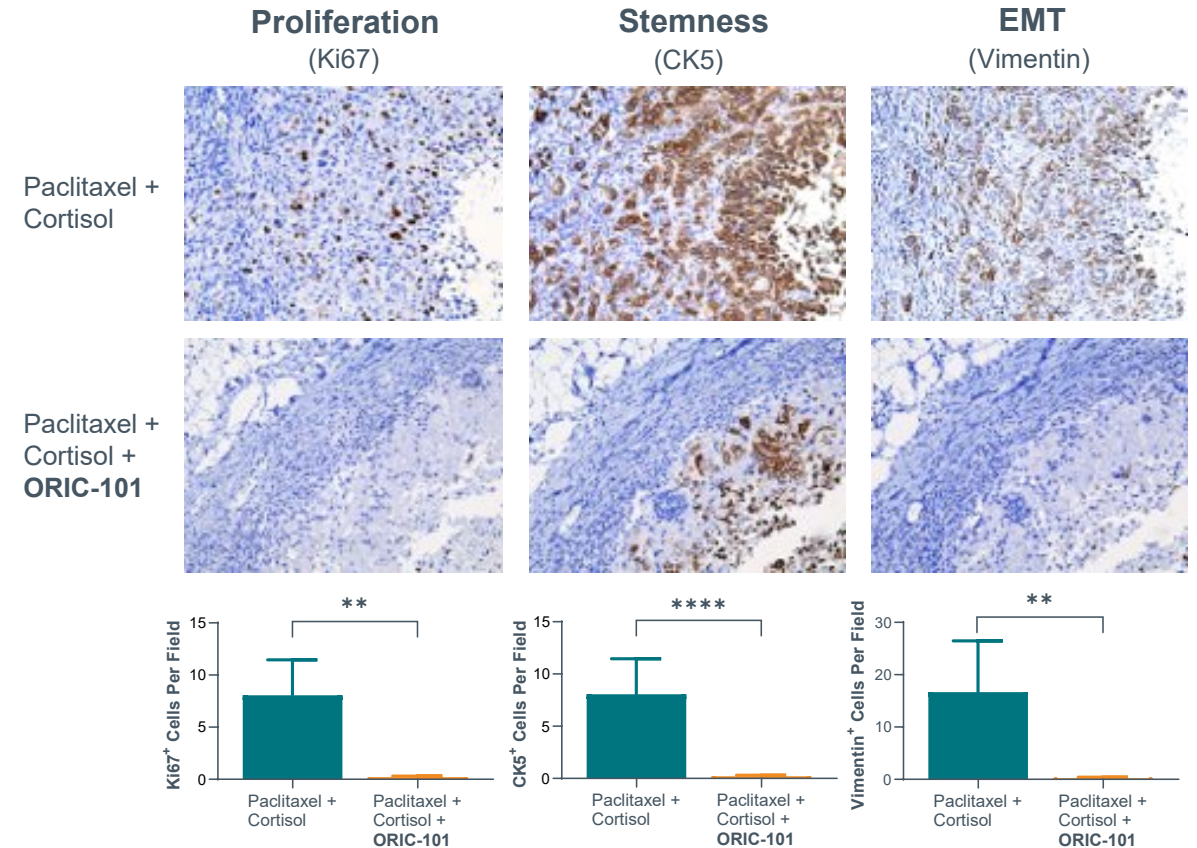 Proliferation
(Ki67)
Stemness
(CK5)
EMT
(Vimentin)
Paclitaxel +
Cortisol
Paclitaxel +
Cortisol +
ORIC-101
Ki67⁺ Cells Per Field
15
10
5
0
**
Paclitaxel +
Cortisol
Paclitaxel +
Cortisol +
ORIC-101
CK5⁺ Cells Per Field
15
10
5
0
****
Paclitaxel +
Cortisol
Paclitaxel +
Cortisol +
ORIC-101
Vimentin⁺ Cells Per Field
30
20
10
0
**
Paclitaxel +
Cortisol
Paclitaxel +
Cortisol +
ORIC-101